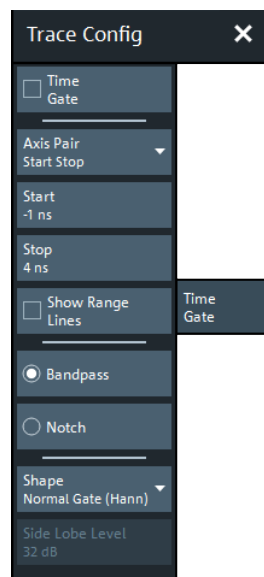 Trace Config
Time
Gate
Axis Pair
Start Stop
Start
-1 ns
Stop
4 ns
Show Range
Lines
Time
Gate
Bandpass
Notch
Shape
Normal Gate (Hann)
Side Lobe Level
32 dB